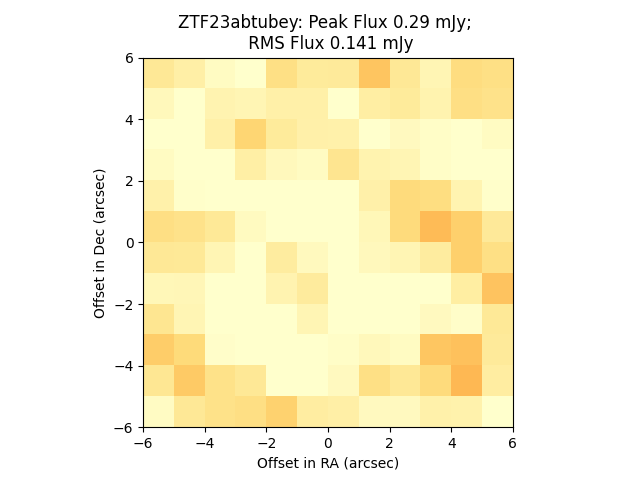 ZTF23abtubey: Peak Flux 0.29 mJy;
RMS Flux 0.141 mJy
6
4
2
0
−2
−4
−6
Offset in Dec (arcsec)
−6 −4 −2 0 2 4 6
Offset in RA (arcsec)